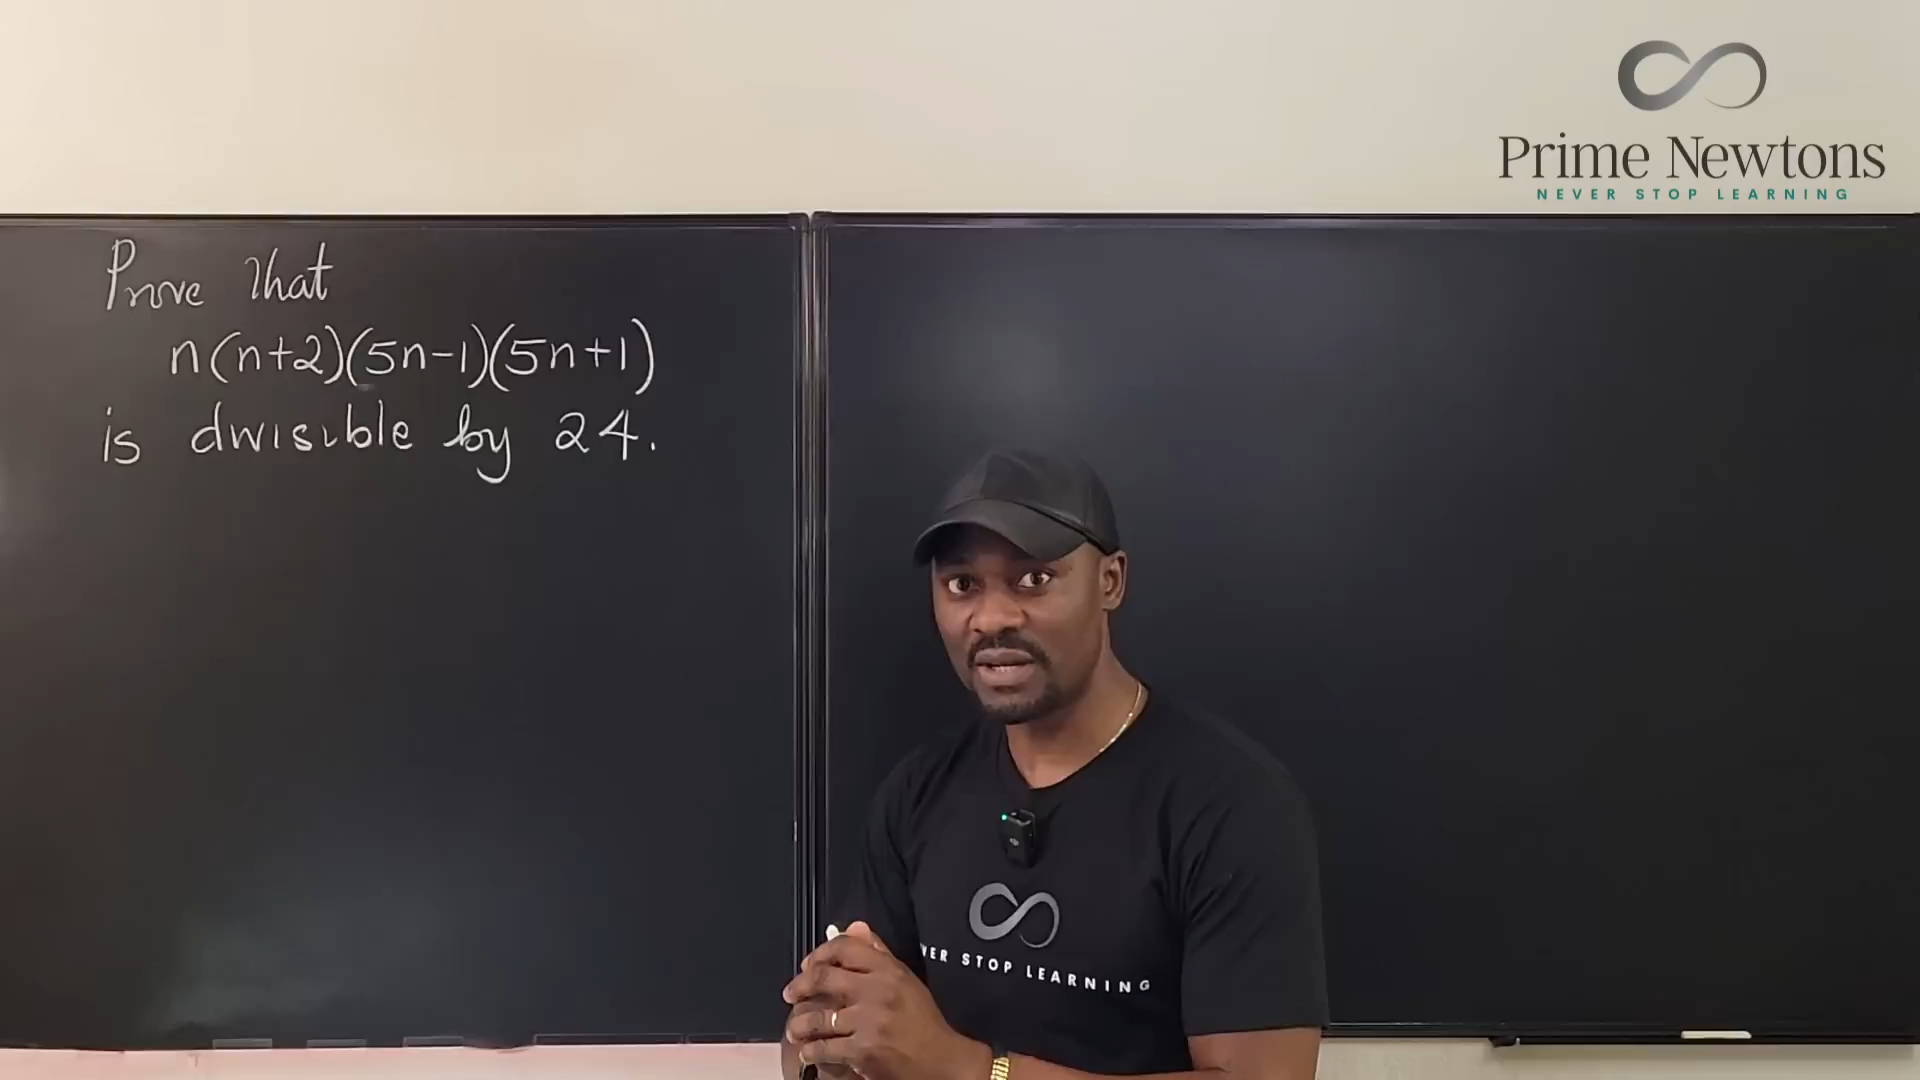 Prime Newtons
NEVER STOP LEARNING
Prove that
n(n+2)(5n-1)(5n+1)
is divisible by 24.
VER STOP LEARNING